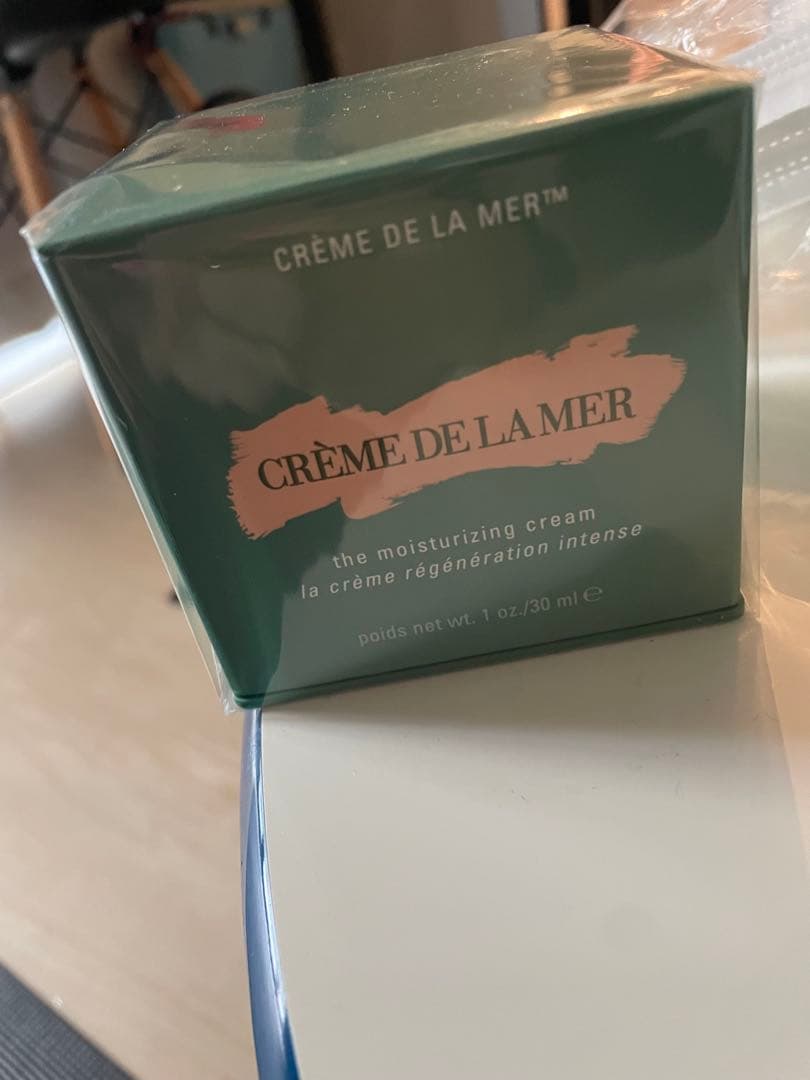 CRÈME DE LA MER™
CRÈME DE LA MER
the moisturizing cream
la crème régénération intense
poids net wt. 1 oz./30 ml ℮